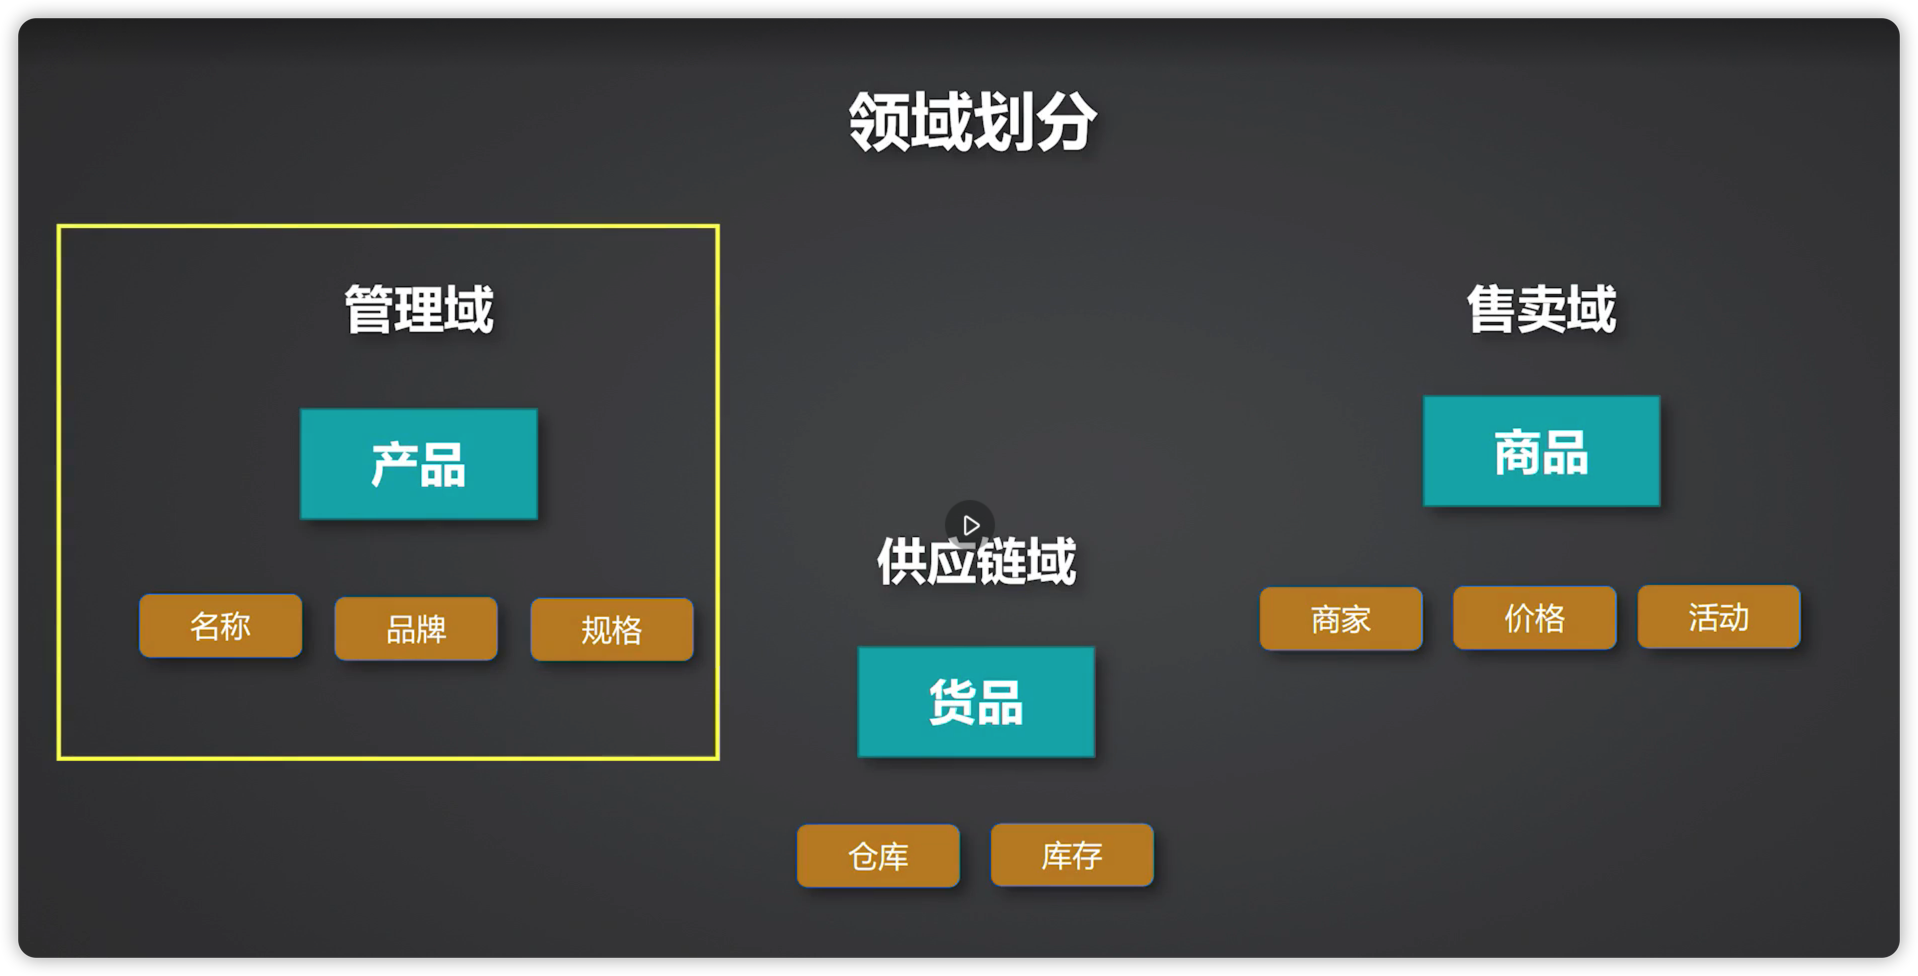 领域划分
管理域
产品
名称
品牌
规格
供应链域
货品
仓库
库存
售卖域
商品
商家
价格
活动